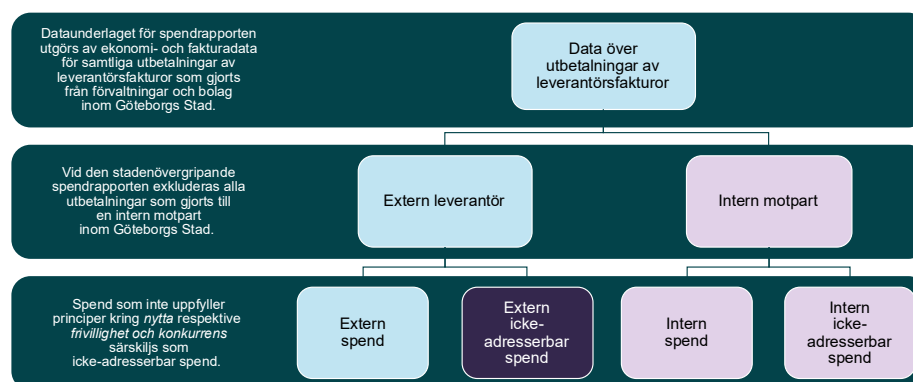 Dataunderlaget för spendrapporten
utgörs av ekonomi- och fakturadata
för samtliga utbetalningar av
leverantörsfakturor som gjorts
från förvaltningar och bolag
inom Göteborgs Stad.
Data över
utbetalningar av
leverantörsfakturor
Vid den stadenövergripande
spendrapporten exkluderas alla
utbetalningar som gjorts till
en intern motpart
inom Göteborgs Stad.
Extern leverantör
Intern motpart
Spend som inte uppfyller
principer kring nytta respektive
frivillighet och konkurrens
särskiljs som
icke-adresserbar spend.
Extern
spend
Extern
icke-
adresserbar
spend
Intern
spend
Intern
icke-
adresserbar
spend